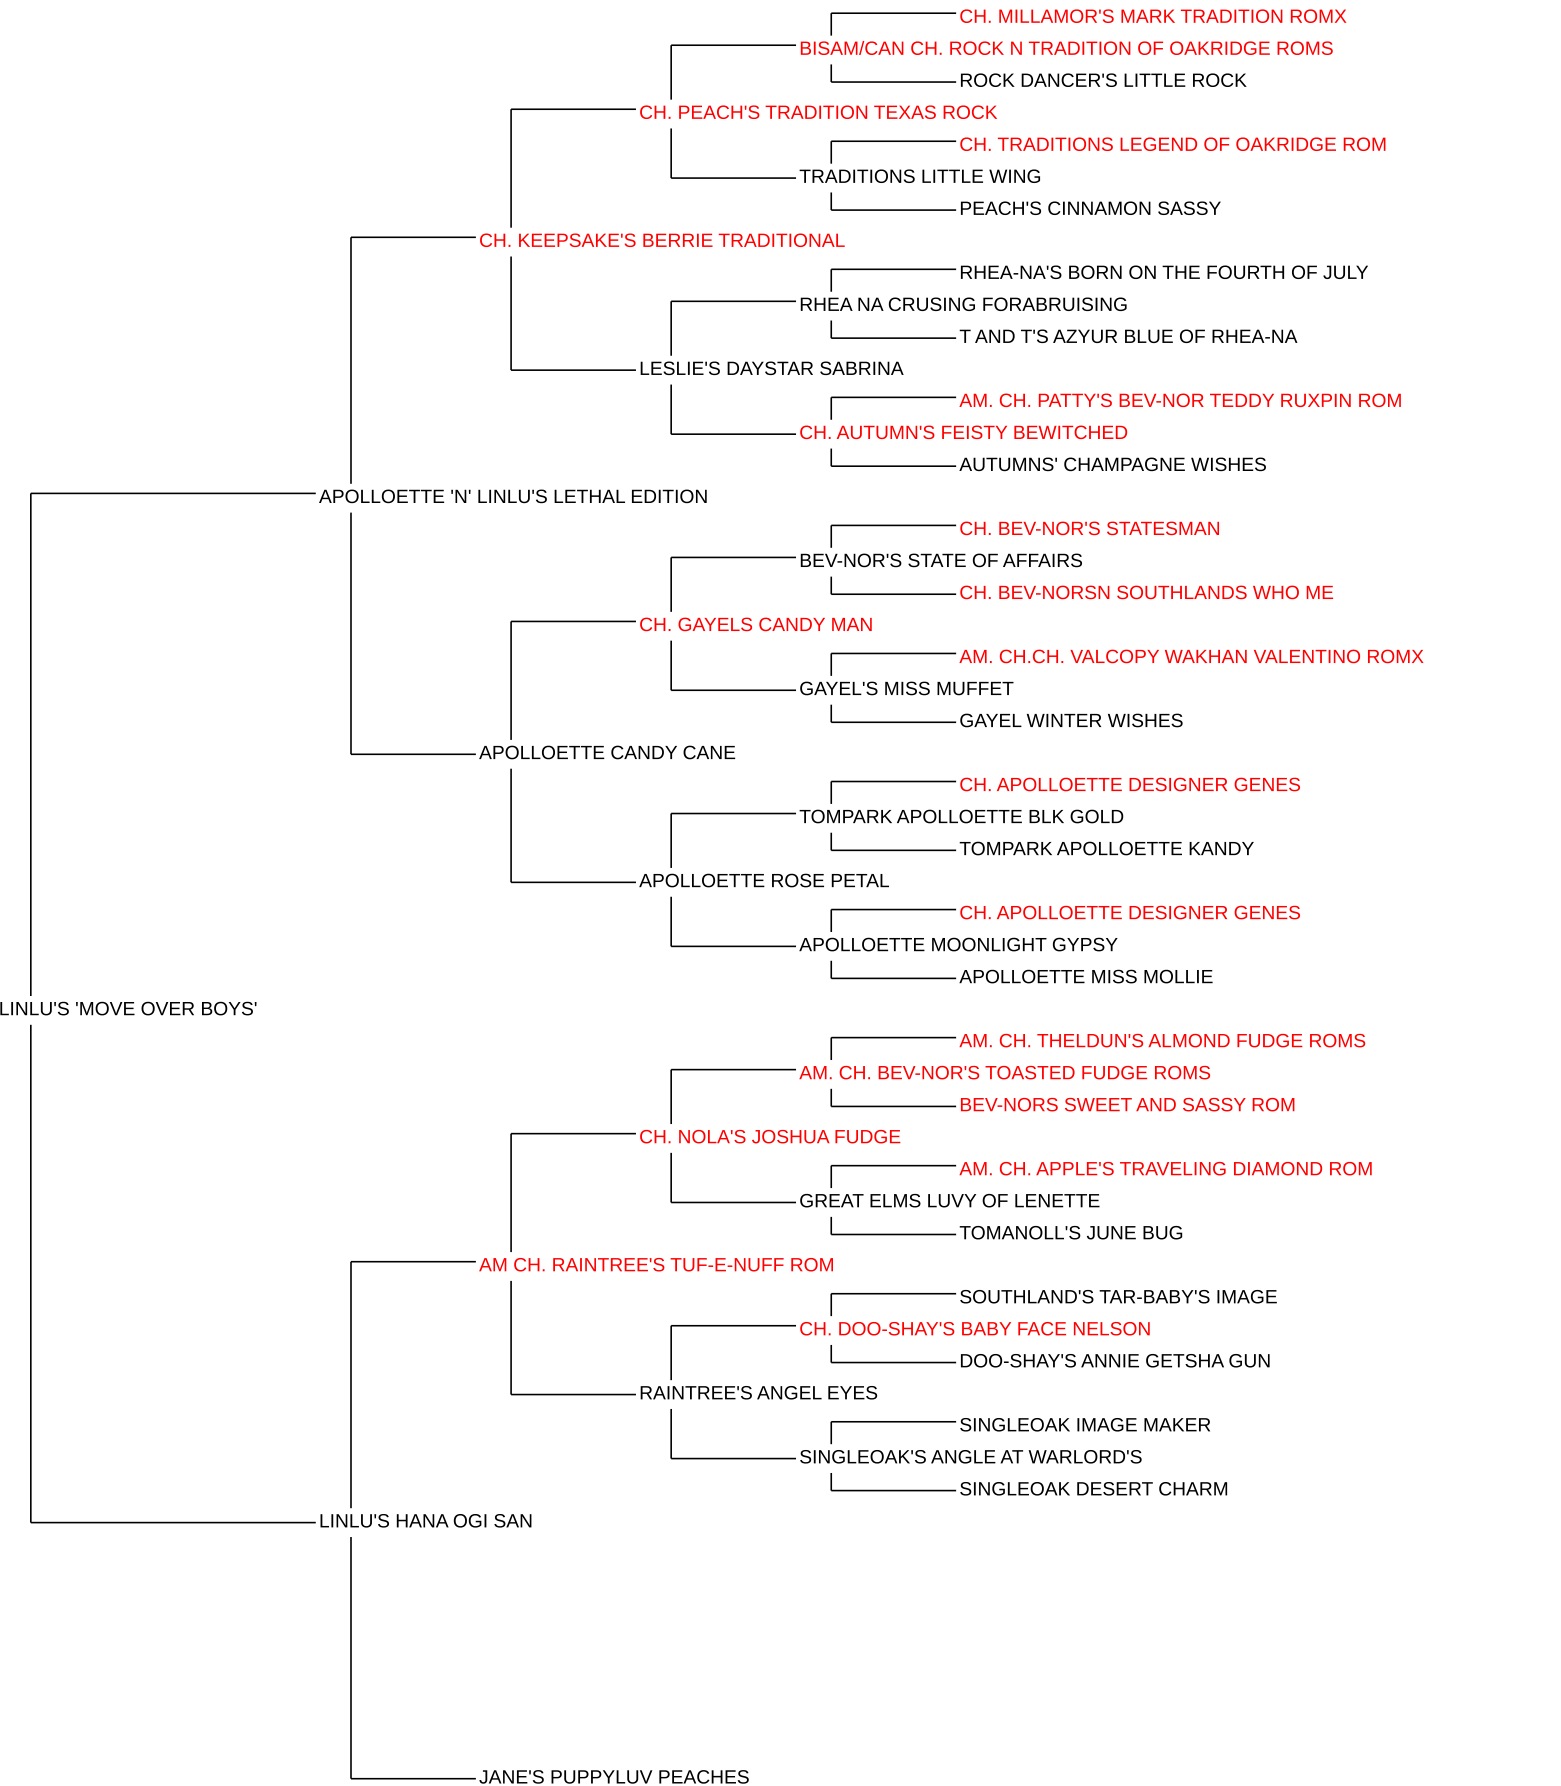 CH. MILLAMOR'S MARK TRADITION ROMX
BISAM/CAN CH. ROCK N TRADITION OF OAKRIDGE ROMS
ROCK DANCER'S LITTLE ROCK
CH. PEACH'S TRADITION TEXAS ROCK
CH. TRADITIONS LEGEND OF OAKRIDGE ROM
TRADITIONS LITTLE WING
PEACH'S CINNAMON SASSY
CH. KEEPSAKE'S BERRIE TRADITIONAL
RHEA-NA'S BORN ON THE FOURTH OF JULY
RHEA NA CRUSING FORABRUISING
T AND T'S AZYUR BLUE OF RHEA-NA
LESLIE'S DAYSTAR SABRINA
AM. CH. PATTY'S BEV-NOR TEDDY RUXPIN ROM
CH. AUTUMN'S FEISTY BEWITCHED
AUTUMNS' CHAMPAGNE WISHES
APOLLOETTE 'N' LINLU'S LETHAL EDITION
CH. BEV-NOR'S STATESMAN
BEV-NOR'S STATE OF AFFAIRS
CH. BEV-NORSN SOUTHLANDS WHO ME
CH. GAYELS CANDY MAN
AM. CH.CH. VALCOPY WAKHAN VALENTINO ROMX
GAYEL'S MISS MUFFET
GAYEL WINTER WISHES
APOLLOETTE CANDY CANE
CH. APOLLOETTE DESIGNER GENES
TOMPARK APOLLOETTE BLK GOLD
TOMPARK APOLLOETTE KANDY
APOLLOETTE ROSE PETAL
CH. APOLLOETTE DESIGNER GENES
APOLLOETTE MOONLIGHT GYPSY
APOLLOETTE MISS MOLLIE
LINLU'S 'MOVE OVER BOYS'
AM. CH. THELDUN'S ALMOND FUDGE ROMS
AM. CH. BEV-NOR'S TOASTED FUDGE ROMS
BEV-NORS SWEET AND SASSY ROM
CH. NOLA'S JOSHUA FUDGE
AM. CH. APPLE'S TRAVELING DIAMOND ROM
GREAT ELMS LUVY OF LENETTE
TOMANOLL'S JUNE BUG
AM CH. RAINTREE'S TUF-E-NUFF ROM
SOUTHLAND'S TAR-BABY'S IMAGE
CH. DOO-SHAY'S BABY FACE NELSON
DOO-SHAY'S ANNIE GETSHA GUN
RAINTREE'S ANGEL EYES
SINGLEOAK IMAGE MAKER
SINGLEOAK'S ANGLE AT WARLORD'S
SINGLEOAK DESERT CHARM
LINLU'S HANA OGI SAN
JANE'S PUPPYLUV PEACHES